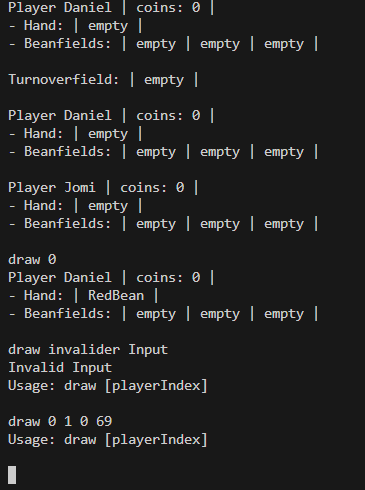 Player Daniel | coins: 0 |
- Hand: | empty |
- Beanfields: | empty | empty | empty |
Turnoverfield: | empty |
Player Daniel | coins: 0 |
- Hand: | empty |
- Beanfields: | empty | empty | empty |
Player Jomi | coins: 0 |
- Hand: | empty |
- Beanfields: | empty | empty | empty |
draw 0
Player Daniel | coins: 0 |
- Hand: | RedBean |
- Beanfields: | empty | empty | empty |
draw invalider Input
Invalid Input
Usage: draw [playerIndex]
draw 0 1 0 69
Usage: draw [playerIndex]